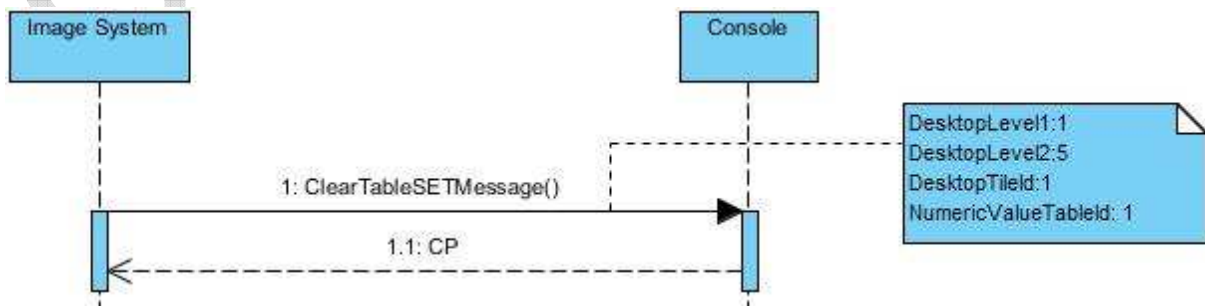 Image System
Console
DesktopLevel1:1
DesktopLevel2:5
DesktopTileId:1
NumericValueTableId: 1
1: ClearTableSETMessage()
1.1: CP